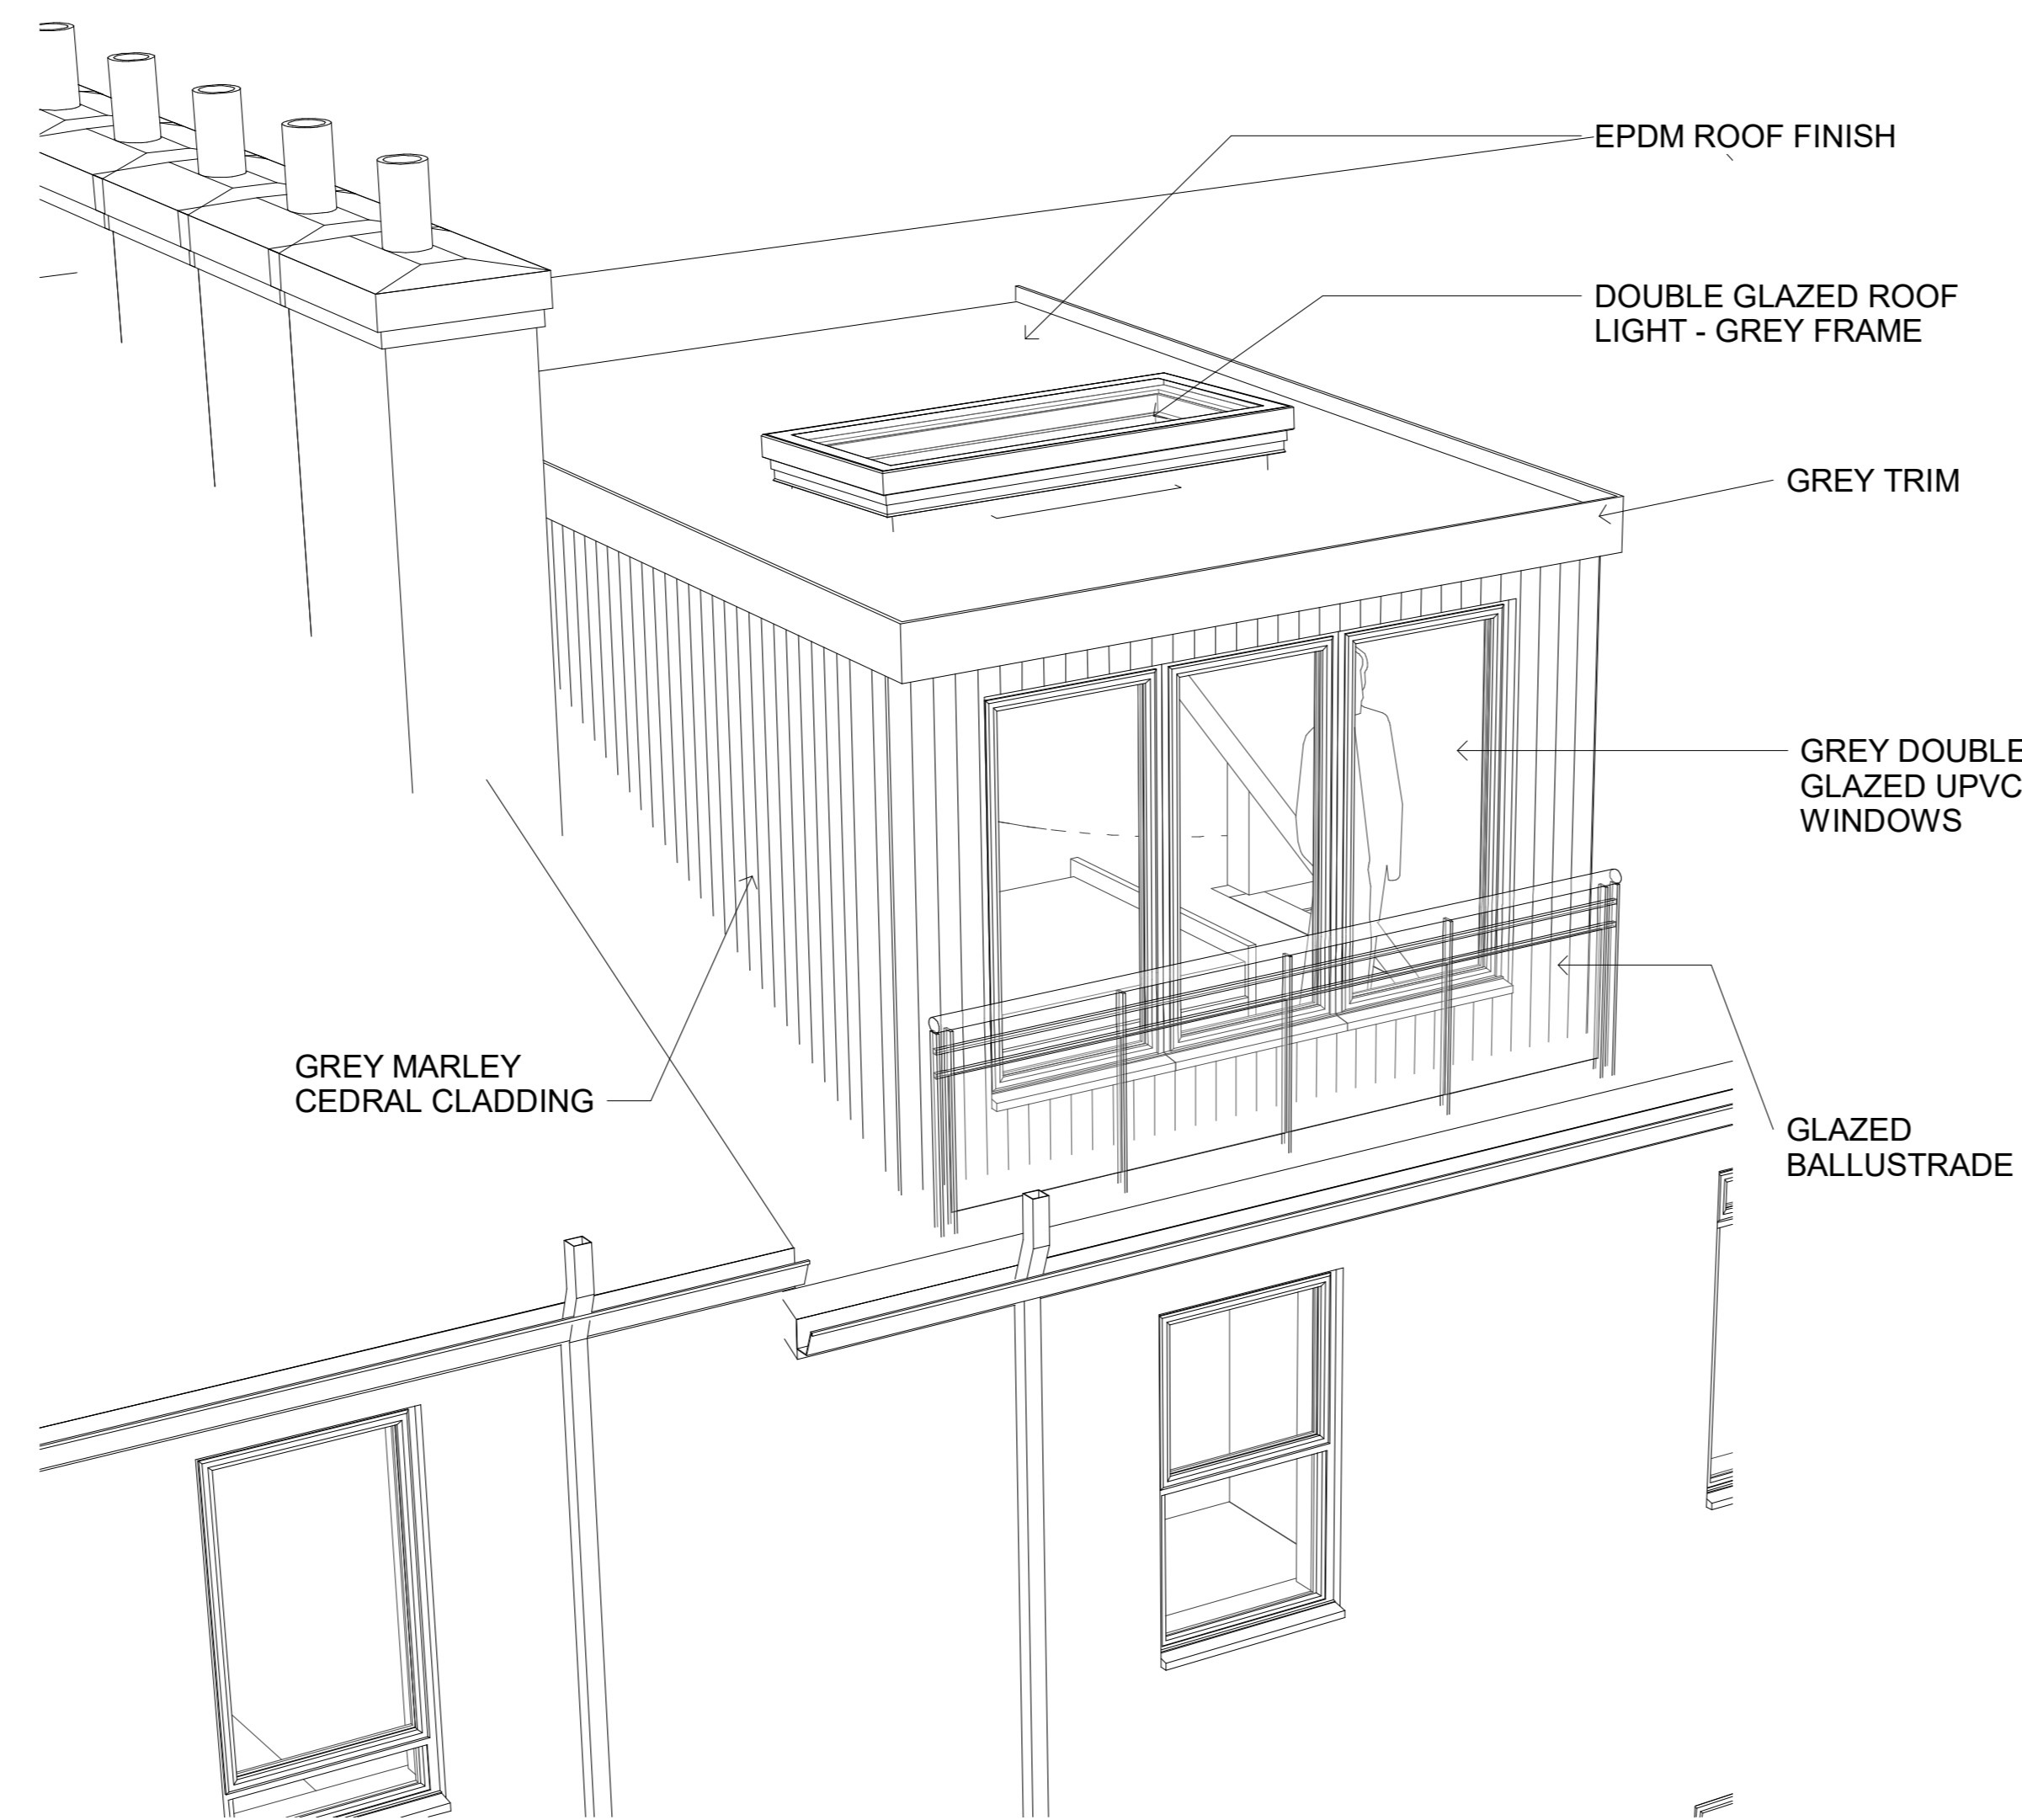 EPDM ROOF FINISH
DOUBLE GLAZED ROOF
LIGHT - GREY FRAME
GREY TRIM
GREY DOUBLE
GLAZED UPVC
WINDOWS
GREY MARLEY
CEDRAL CLADDING
GLAZED
BALLUSTRADE